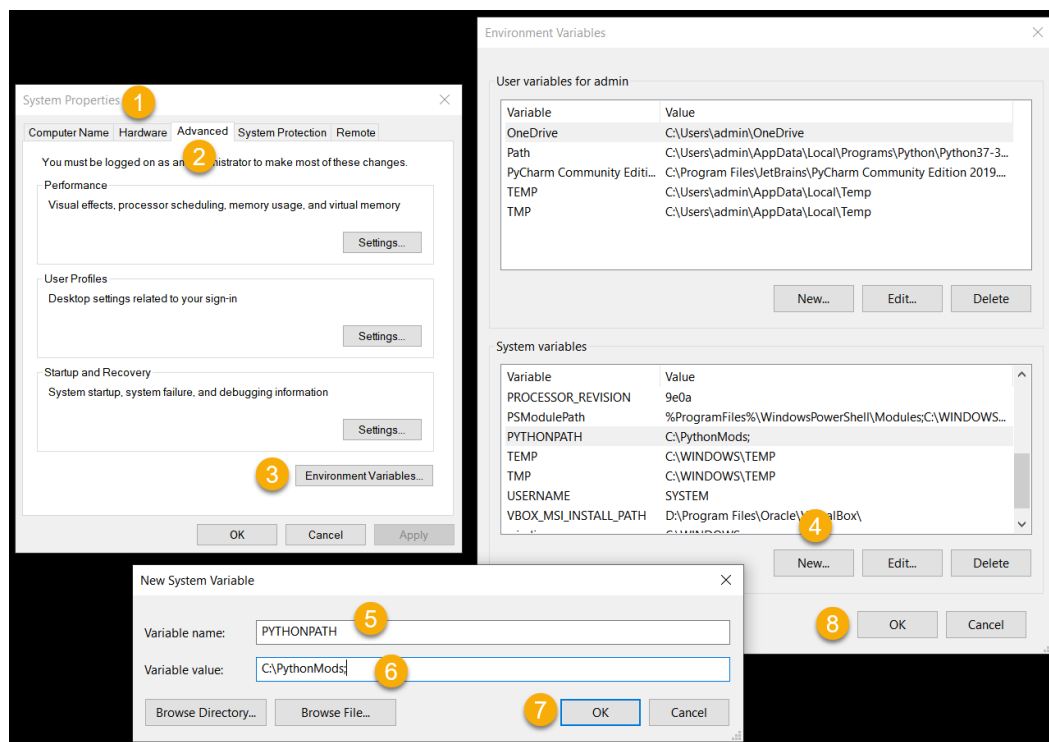 System Properties
1
Computer Name Hardware Advanced System Protection Remote
2
You must be logged on as an administrator to make most of these changes.
Performance
Visual effects, processor scheduling, memory usage, and virtual memory
Settings...
User Profiles
Desktop settings related to your sign-in
Settings...
Startup and Recovery
System startup, system failure, and debugging information
Settings...
3
Environment Variables...
OK Cancel Apply
Environment Variables
User variables for admin
Variable Value
OneDrive C:\Users\admin\OneDrive
Path C:\Users\admin\AppData\Local\Programs\Python\Python37-3...
PyCharm Community Editi... C:\Program Files\JetBrains\PyCharm Community Edition 2019....
TEMP C:\Users\admin\AppData\Local\Temp
TMP C:\Users\admin\AppData\Local\Temp
New... Edit... Delete
System variables
Variable Value
PROCESSOR_REVISION 9e0a
PSModulePath %ProgramFiles%\WindowsPowerShell\Modules;C:\WINDOWS...
PYTHONPATH C:\PythonMods;
TEMP C:\WINDOWS\TEMP
TMP C:\WINDOWS\TEMP
USERNAME SYSTEM
VBOX_MSI_INSTALL_PATH D:\Program Files\Oracle\VirtualBox\
4
New... Edit... Delete
8
OK Cancel
New System Variable
5
Variable name: PYTHONPATH
Variable value: C:\PythonMods;
6
Browse Directory... Browse File...
7
OK Cancel